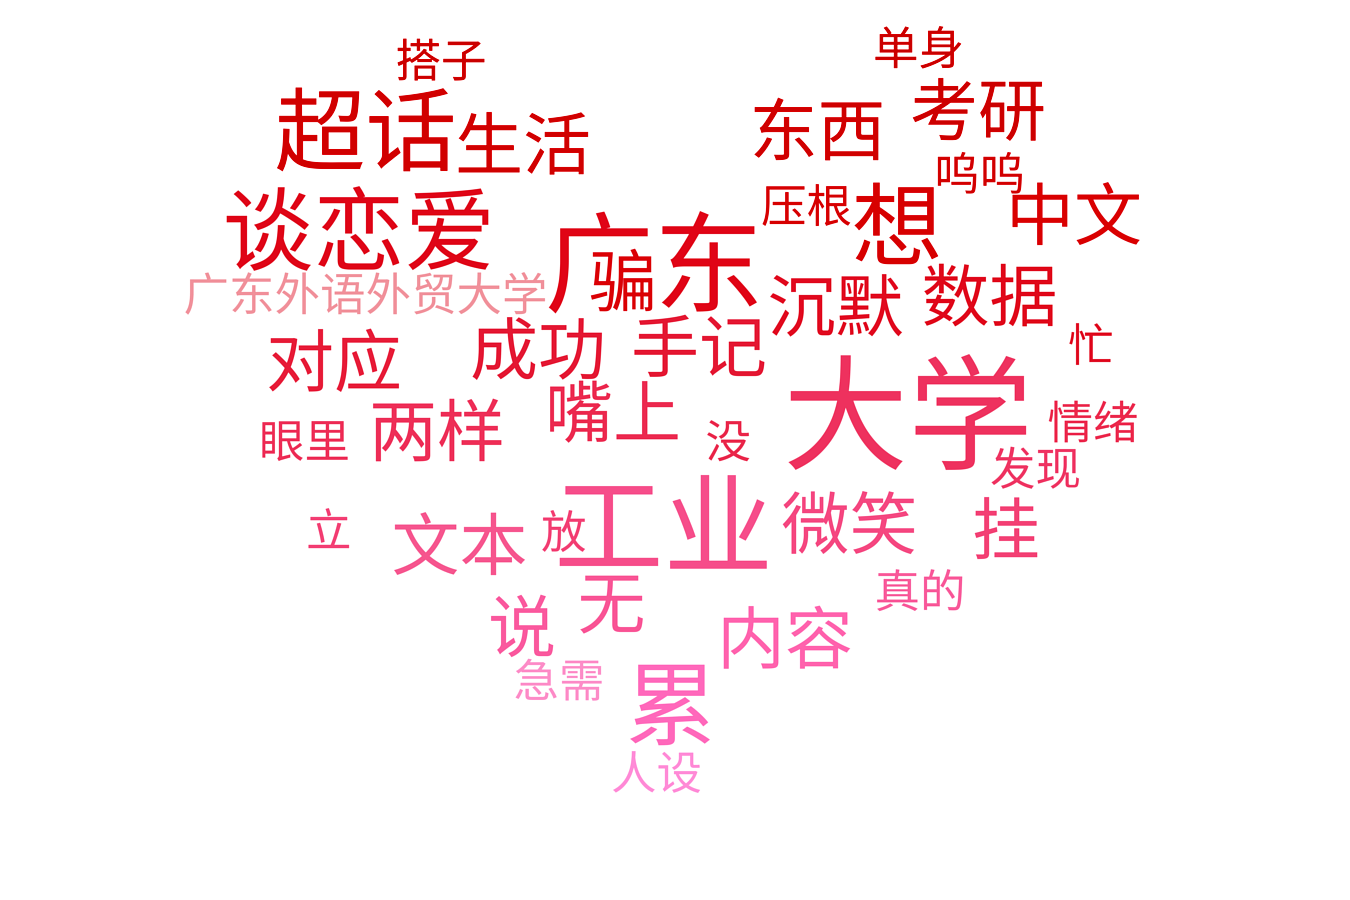 搭子
单身
超话
生活
东西
考研
呜呜
谈恋爱
广东
骗
压根
想
中文
广东外语外贸大学
沉默
数据
对应
成功
手记
忙
两样
嘴上
大学
眼里
没
情绪
发现
立
文本
放
工业
微笑
挂
说
无
真的
内容
急需
累
人设